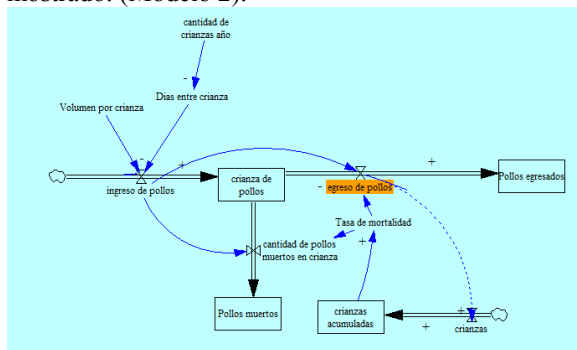 mostrado. (Modelo 2).
cantidad de
crianzas año
-
Volumen por crianza
Dias entre crianza
-
+
+
ingreso de pollos
crianza de
pollos
- egreso de pollos
Pollos egresados
Tasa de mortalidad
+
cantidad de pollos
muertos en crianza
Pollos muertos
crianzas
acumuladas
+
+
crianzas